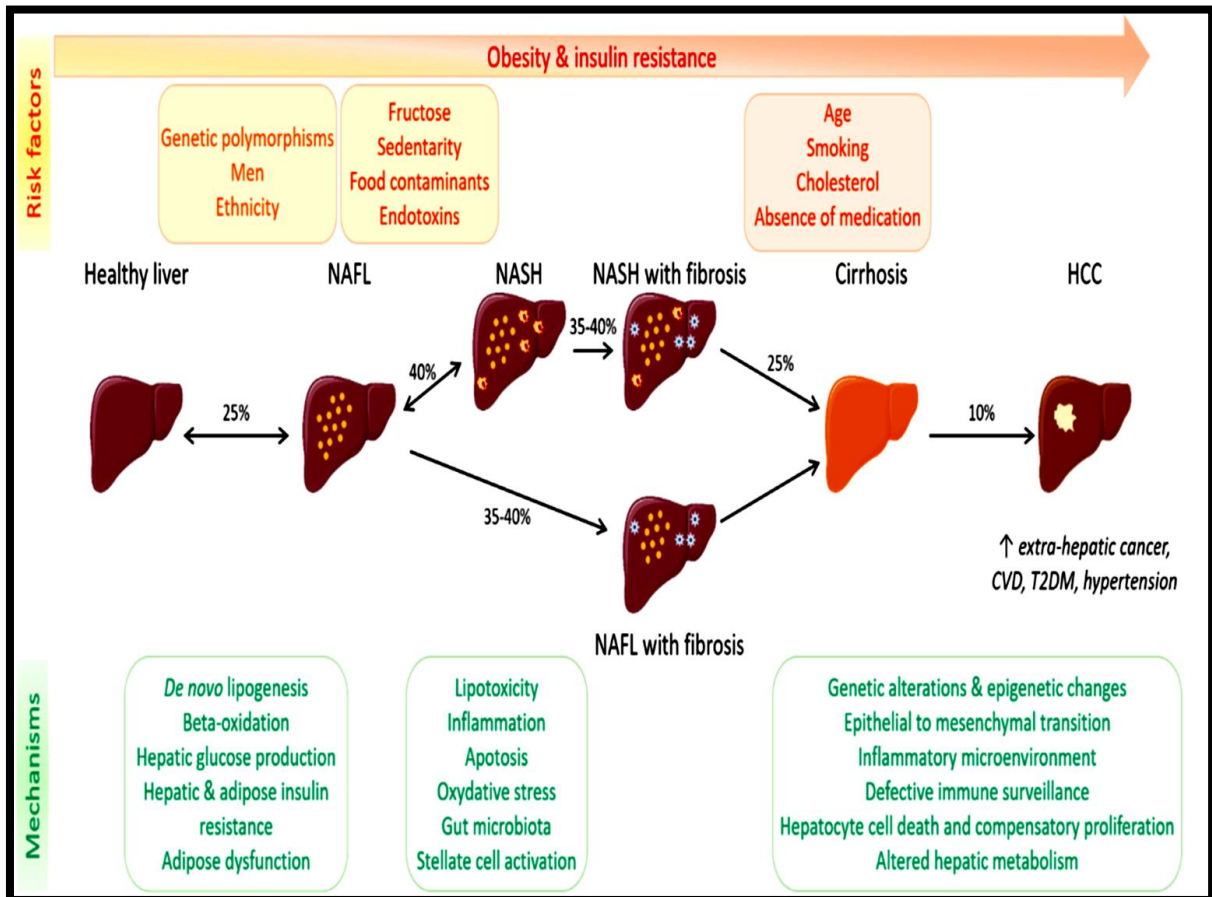 Obesity & insulin resistance
Risk factors
Genetic polymorphisms
Men
Ethnicity
Fructose
Sedentarity
Food contaminants
Endotoxins
Age
Smoking
Cholesterol
Absence of medication
Healthy liver
NAFL
NASH
NASH with fibrosis
Cirrhosis
HCC
25%
40%
35-40%
25%
10%
35-40%
NAFL with fibrosis
↑ extra-hepatic cancer,
CVD, T2DM, hypertension
Mechanisms
De novo lipogenesis
Beta-oxidation
Hepatic glucose production
Hepatic & adipose insulin
resistance
Adipose dysfunction
Lipotoxicity
Inflammation
Apotosis
Oxydative stress
Gut microbiota
Stellate cell activation
Genetic alterations & epigenetic changes
Epithelial to mesenchymal transition
Inflammatory microenvironment
Defective immune surveillance
Hepatocyte cell death and compensatory proliferation
Altered hepatic metabolism